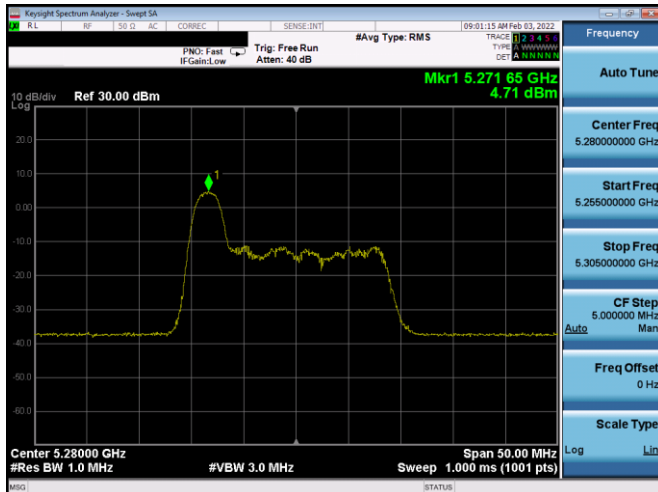 Keysight Spectrum Analyzer - Swept SA
RL RF 50 Ω AC CORREC SENSE:INT 09:01:15 AM Feb 03, 2022
#Avg Type: RMS TRACE 1 2 3 4 5 6
PNO: Fast Trig: Free Run TYPE A WWWWW
IFGain:Low Atten: 40 dB DET A N N N N N
Mkr1 5.271 65 GHz
4.71 dBm
10 dB/div Ref 30.00 dBm
Log
1
20.0
10.0
0.00
-10.0
-20.0
-30.0
-40.0
-50.0
-60.0
Center 5.28000 GHz Span 50.00 MHz
#Res BW 1.0 MHz #VBW 3.0 MHz Sweep 1.000 ms (1001 pts)
MSG STATUS
Frequency
Auto Tune
Center Freq
5.280000000 GHz
Start Freq
5.255000000 GHz
Stop Freq
5.305000000 GHz
CF Step
5.000000 MHz
Auto Man
Freq Offset
0 Hz
Scale Type
Log Lin